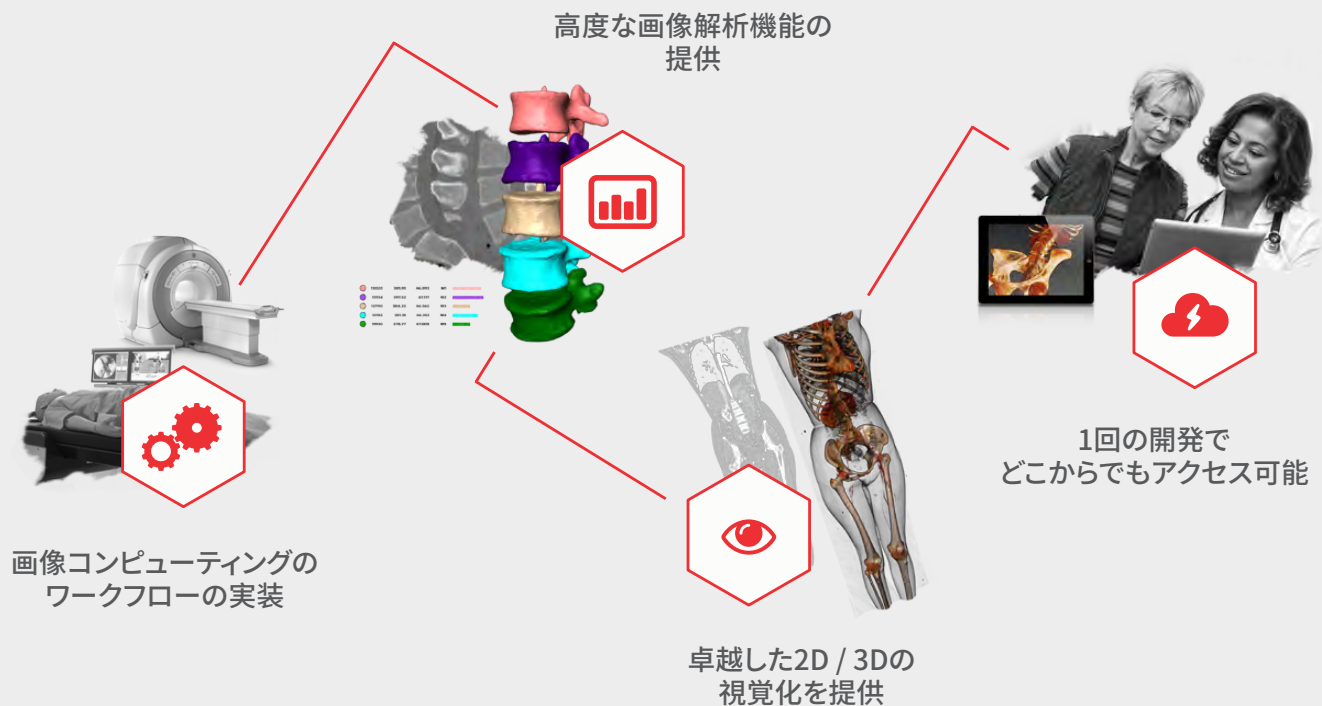 高度な画像解析機能の
提供
画像コンピューティングの
ワークフローの実装
卓越した2D / 3Dの
視覚化を提供
1回の開発で
どこからでもアクセス可能